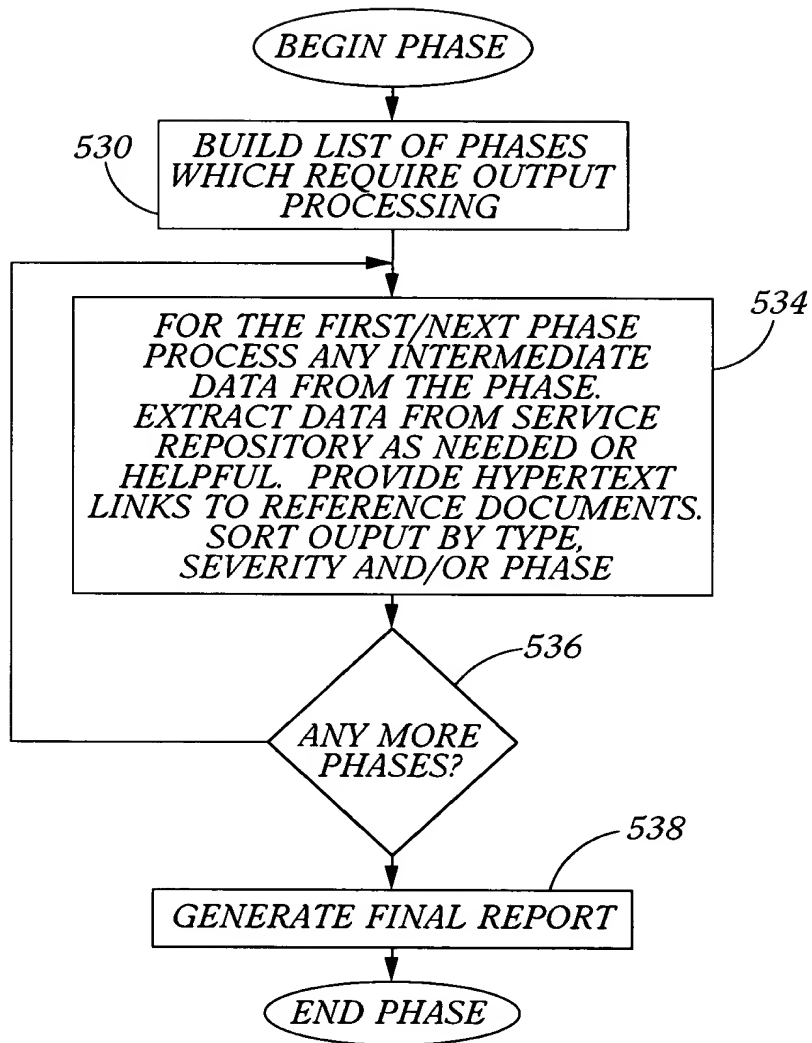 BEGIN PHASE
530
BUILD LIST OF PHASES
WHICH REQUIRE OUTPUT
PROCESSING
534
FOR THE FIRST/NEXT PHASE
PROCESS ANY INTERMEDIATE
DATA FROM THE PHASE.
EXTRACT DATA FROM SERVICE
REPOSITORY AS NEEDED OR
HELPFUL. PROVIDE HYPERTEXT
LINKS TO REFERENCE DOCUMENTS.
SORT OUPUT BY TYPE,
SEVERITY AND/OR PHASE
536
ANY MORE
PHASES?
538
GENERATE FINAL REPORT
END PHASE